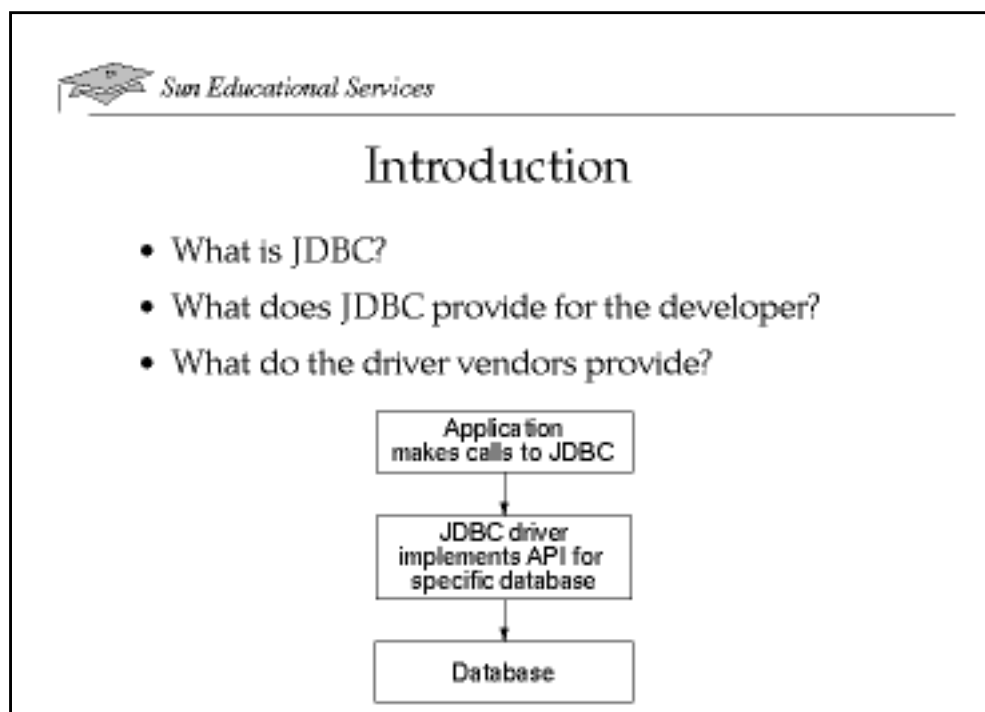 Sun Educational Services
Introduction
• What is JDBC?
• What does JDBC provide for the developer?
• What do the driver vendors provide?
Application
makes calls to JDBC
JDBC driver
implements API for
specific database
Database